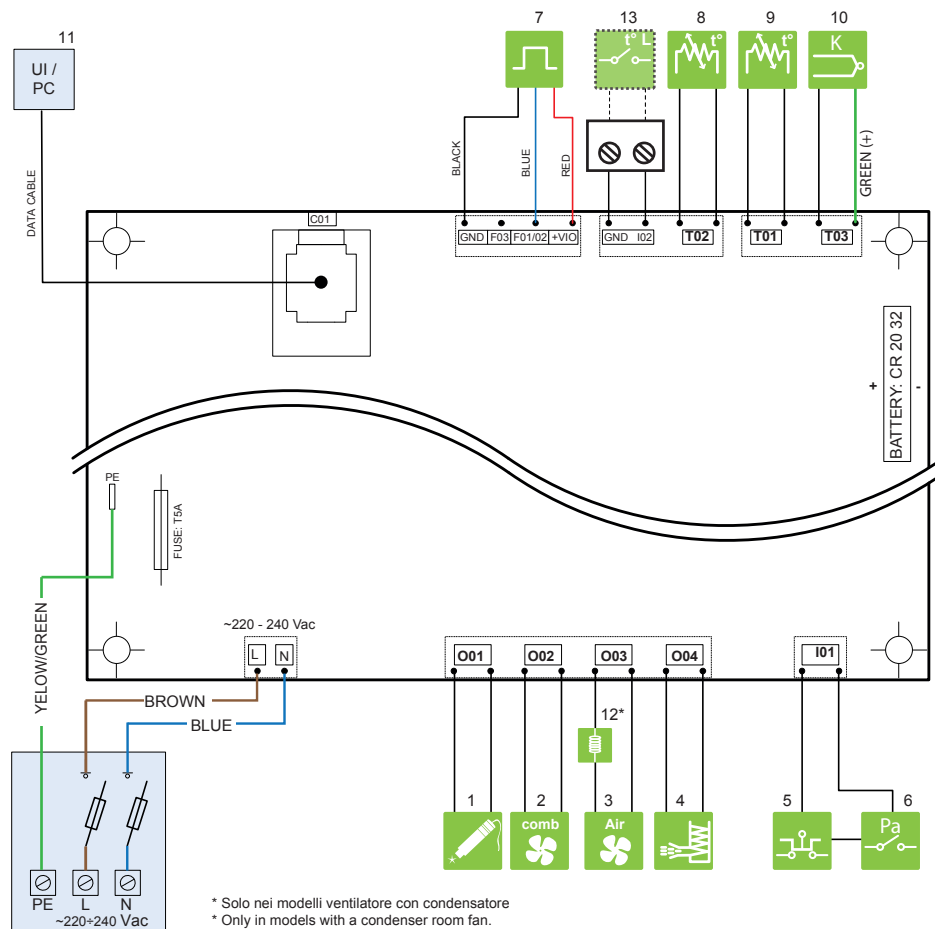 11
7
13
8
9
10
UI /
PC
t° L
t°
t°
K
DATA CABLE
BLACK
BLUE
RED
GREEN (+)
C01
GND F03 F01/02 +VIO
GND I02
T02
T01
T03
+
-
BATTERY: CR 20 32
PE
FUSE: T5A
YELOW/GREEN
~220 - 240 Vac
L
N
O01
O02
O03
O04
I01
BROWN
BLUE
12*
1
2
3
4
5
6
comb
Air
Pa
PE
L
N
~220÷240 Vac
* Solo nei modelli ventilatore con condensatore
* Only in models with a condenser room fan.